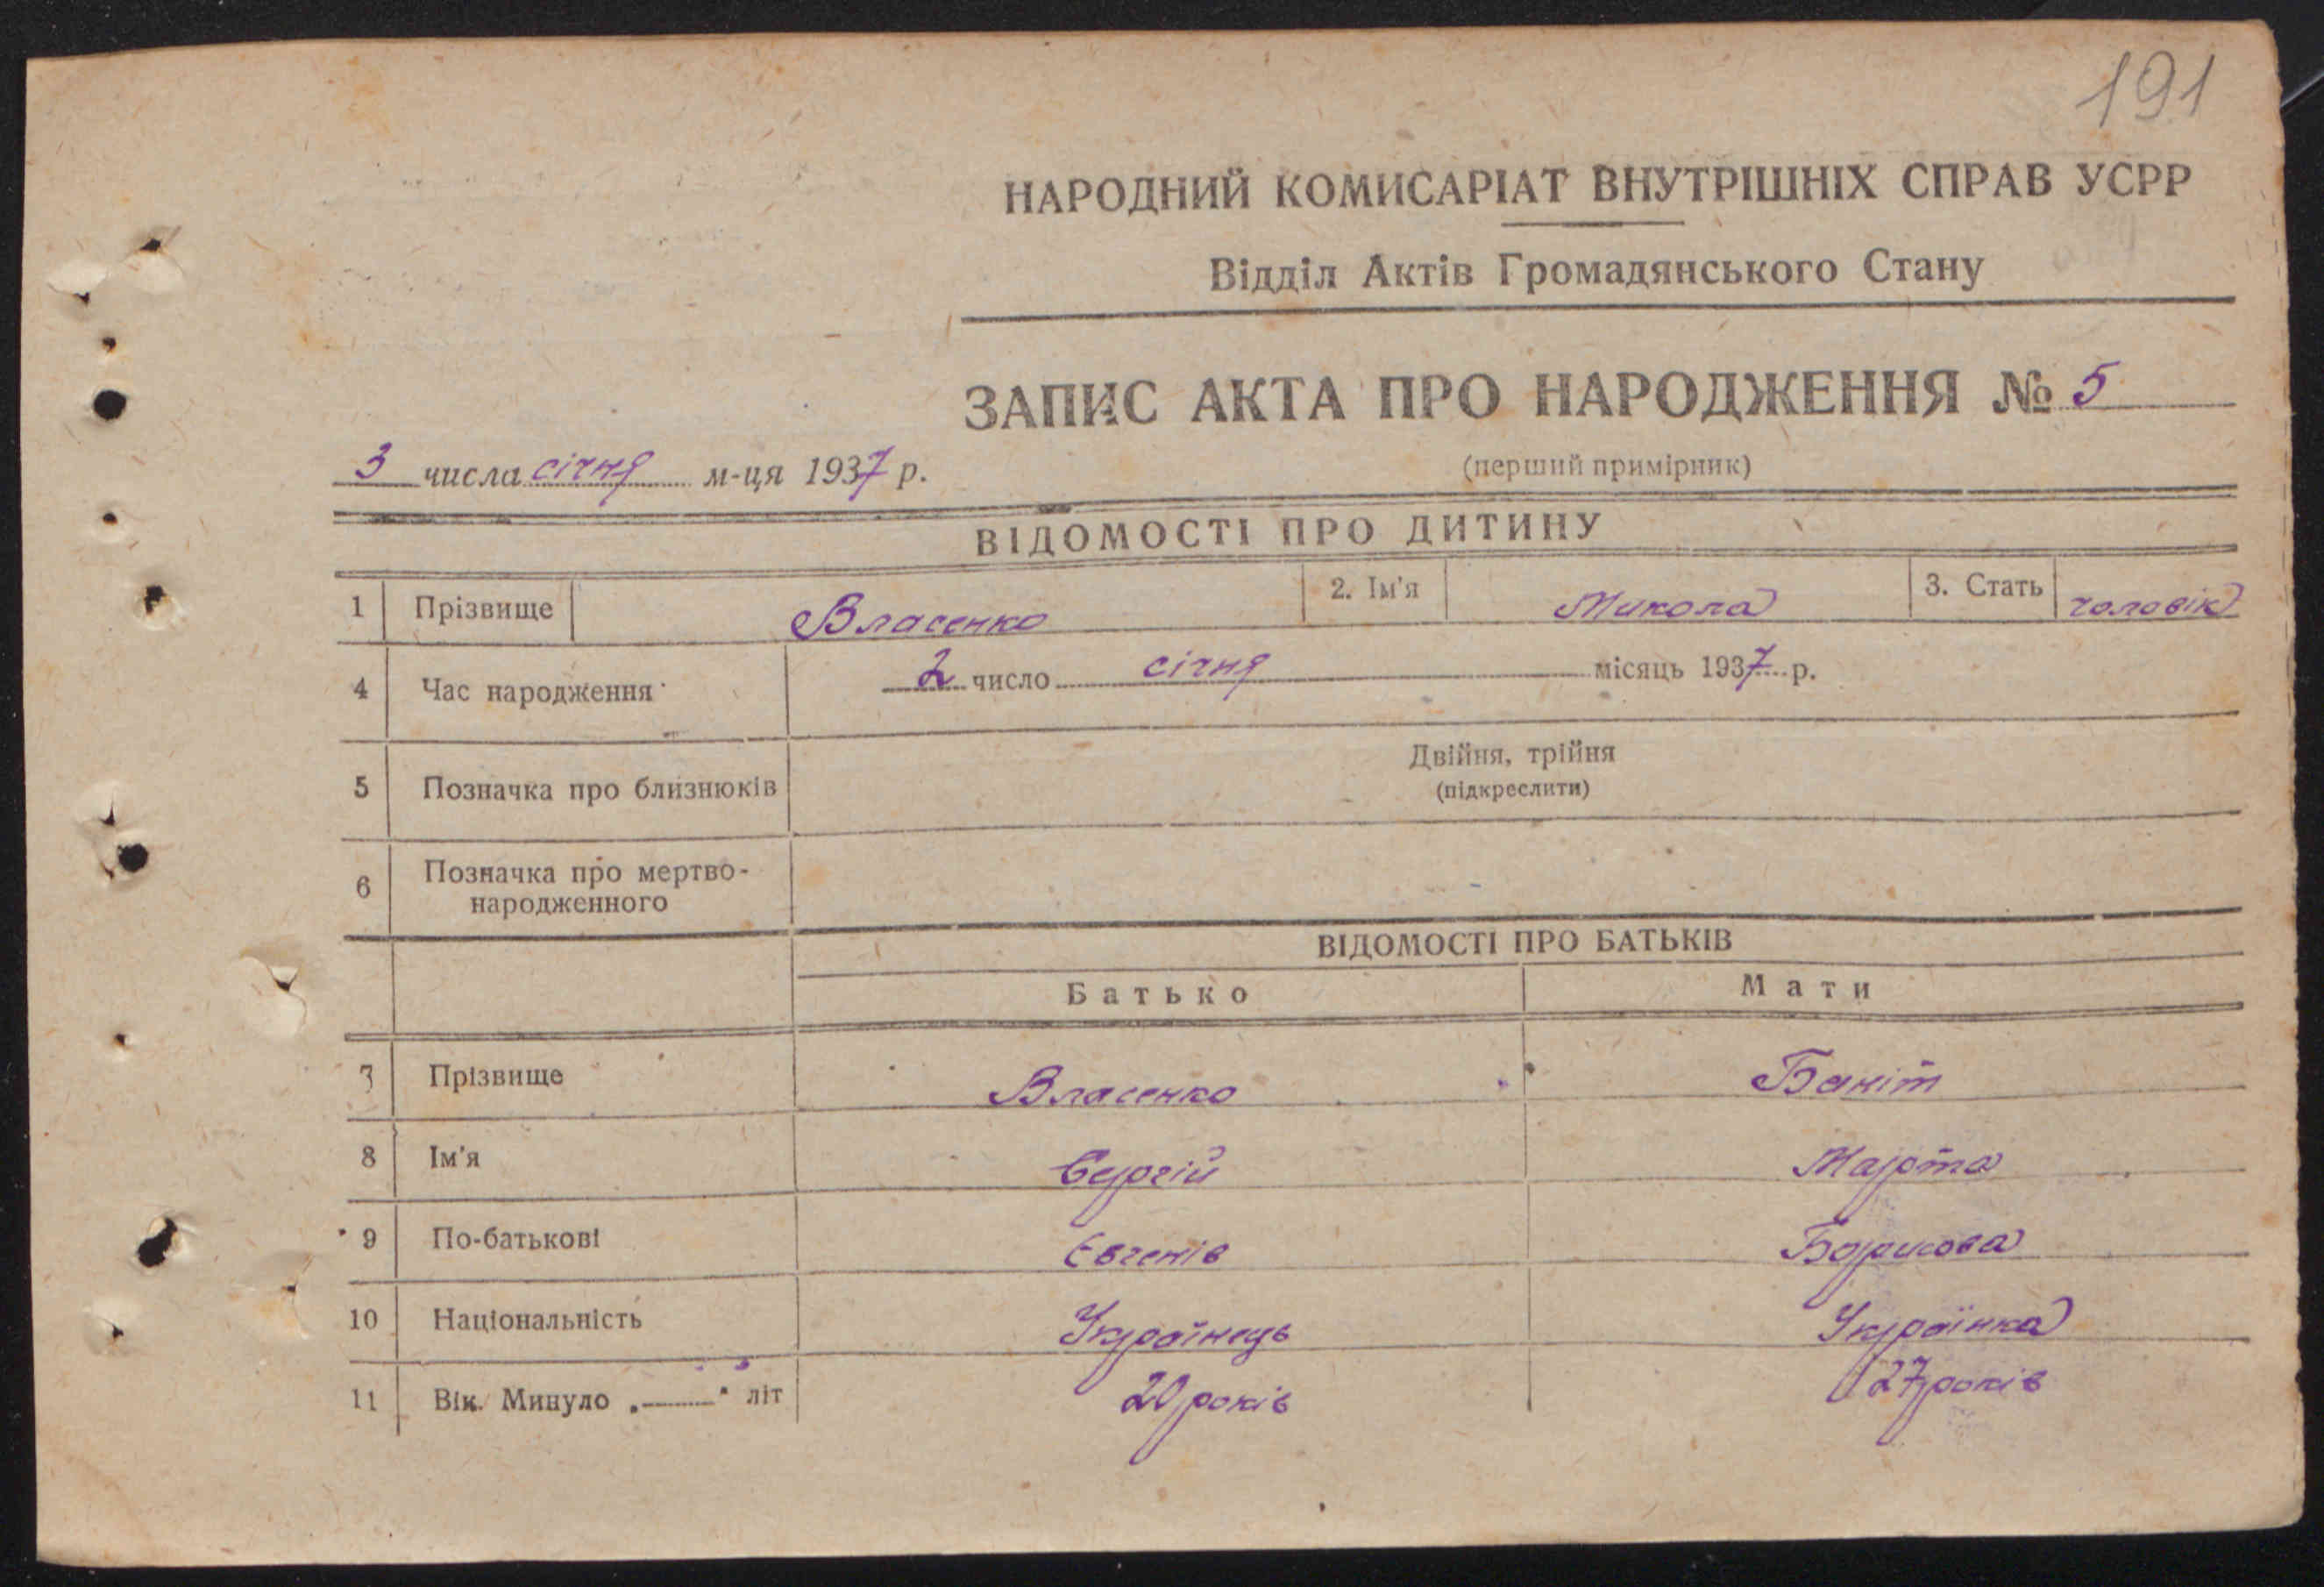 191
НАРОДНИЙ КОМИСАРІАТ ВНУТРІШНІХ СПРАВ УСРР
Відділ Актів Громадянського Стану
ЗАПИС АКТА ПРО НАРОДЖЕННЯ № 5
3 числа січня м-ця 1937 р.
(перший примірник)
ВІДОМОСТІ ПРО ДИТИНУ
1 Прізвище Власенко 2. Ім'я Микола 3. Стать чоловік
4 Час народження 2 число січня місяць 1937 р.
Двійня, трійня
5 Позначка про близнюків (підкреслити)
6 Позначка про мертво-
народженного
ВІДОМОСТІ ПРО БАТЬКІВ
Батько Мати
7 Прізвище Власенко
8 Ім'я Сергій Марта
9 По-батькові Євгенів Борисова
10 Національність Українець Українка
11 Вік. Минуло „ “ літ 20 років 27 років